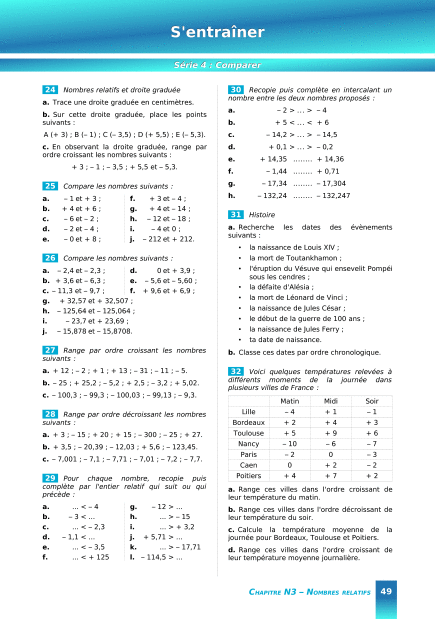 S'entraîner
Série 4 : Comparer
24 Nombres relatifs et droite graduée
a. Trace une droite graduée en centimètres.
b. Sur cette droite graduée, place les points
suivants :
A (+ 3) ; B (– 1) ; C (– 3,5) ; D (+ 5,5) ; E (– 5,3).
c. En observant la droite graduée, range par
ordre croissant les nombres suivants :
+ 3 ; – 1 ; – 3,5 ; + 5,5 et – 5,3.
25 Compare les nombres suivants :
a. – 1 et + 3 ;
b. + 4 et + 6 ;
c. – 6 et – 2 ;
d. – 2 et – 4 ;
e. – 0 et + 8 ;
f. + 3 et – 4 ;
g. + 4 et – 14 ;
h. – 12 et – 18 ;
i. – 4 et 0 ;
j. – 212 et + 212.
26 Compare les nombres suivants :
a. – 2,4 et – 2,3 ;
b. + 3,6 et – 6,3 ;
c. – 11,3 et – 9,7 ;
d. 0 et + 3,9 ;
e. – 5,6 et – 5,60 ;
f. + 9,6 et + 6,9 ;
g. + 32,57 et + 32,507 ;
h. – 125,64 et – 125,064 ;
i. – 23,7 et + 23,69 ;
j. – 15,878 et – 15,8708.
27 Range par ordre croissant les nombres
suivants :
a. + 12 ; – 2 ; + 1 ; + 13 ; – 31 ; – 11 ; – 5.
b. – 25 ; + 25,2 ; – 5,2 ; + 2,5 ; – 3,2 ; + 5,02.
c. – 100,3 ; – 99,3 ; – 100,03 ; – 99,13 ; – 9,3.
28 Range par ordre décroissant les nombres
suivants :
a. + 3 ; – 15 ; + 20 ; + 15 ; – 300 ; – 25 ; + 27.
b. + 3,5 ; – 20,39 ; – 12,03 ; + 5,6 ; – 123,45.
c. – 7,001 ; – 7,1 ; – 7,71 ; – 7,01 ; – 7,2 ; – 7,7.
29 Pour chaque nombre, recopie puis
complète par l'entier relatif qui suit ou qui
précède :
a. ... < – 4
b. – 3 < ...
c. ... < – 2,3
d. – 1,1 < ...
e. ... < – 3,5
f. ... < + 125
g. – 12 > ...
h. ... > – 15
i. ... > + 3,2
j. + 5,71 > ...
k. ... > – 17,71
l. – 114,5 > ...
30 Recopie puis complète en intercalant un
nombre entre les deux nombres proposés :
a. – 2 > ... > – 4
b. + 5 < ... < + 6
c. – 14,2 > ... > – 14,5
d. + 0,1 > ... > – 0,2
e. + 14,35 ........ + 14,36
f. – 1,44 ........ + 0,71
g. – 17,34 ........ – 17,304
h. – 132,24 ........ – 132,247
31 Histoire
a. Recherche les dates des évènements
suivants :
• la naissance de Louis XIV ;
• la mort de Toutankhamon ;
• l'éruption du Vésuve qui ensevelit Pompéi
sous les cendres ;
• la défaite d'Alésia ;
• la mort de Léonard de Vinci ;
• la naissance de Jules César ;
• le début de la guerre de 100 ans ;
• la naissance de Jules Ferry ;
• ta date de naissance.
b. Classe ces dates par ordre chronologique.
32 Voici quelques températures relevées à
différents moments de la journée dans
plusieurs villes de France :
Matin Midi Soir
Lille – 4 + 1 – 1
Bordeaux + 2 + 4 + 3
Toulouse + 5 + 9 + 6
Nancy – 10 – 6 – 7
Paris – 2 0 – 3
Caen 0 + 2 – 2
Poitiers + 4 + 7 + 2
a. Range ces villes dans l'ordre croissant de
leur température du matin.
b. Range ces villes dans l'ordre décroissant de
leur température du soir.
c. Calcule la température moyenne de la
journée pour Bordeaux, Toulouse et Poitiers.
d. Range ces villes dans l'ordre croissant de
leur température moyenne journalière.
Chapitre N3 – Nombres relatifs 49